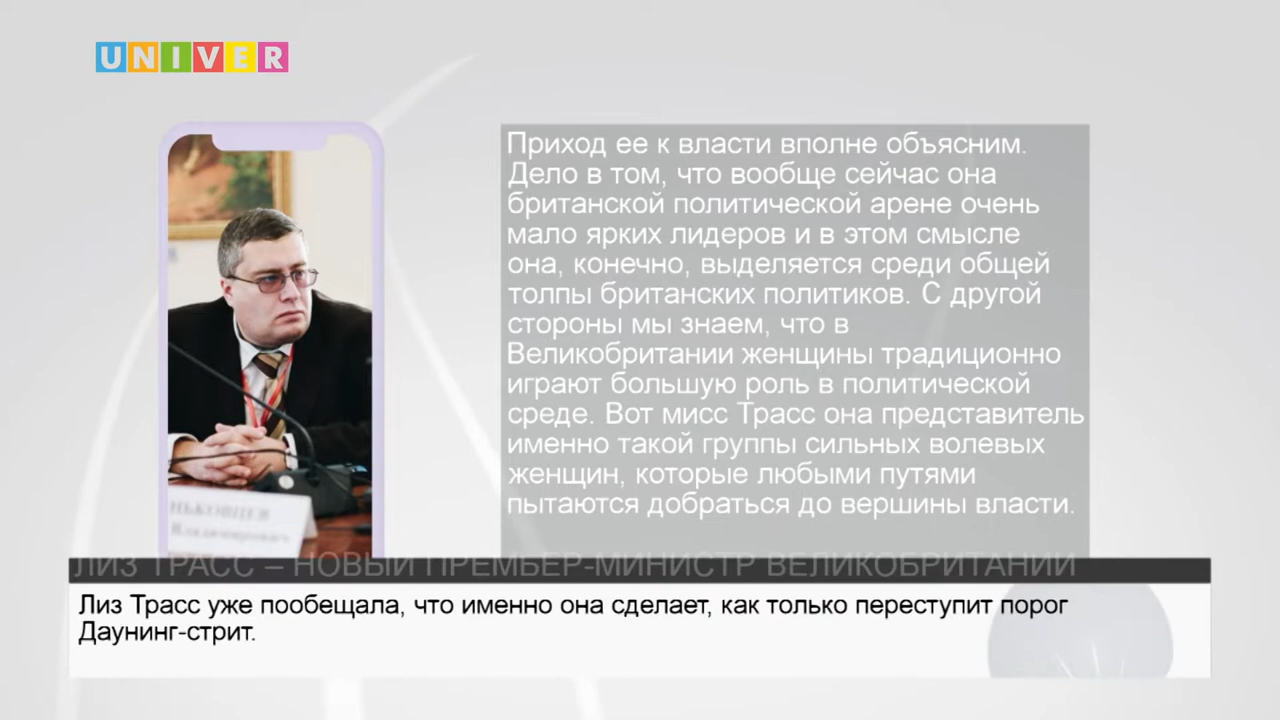 UNIVER
Приход ее к власти вполне объясним.
Дело в том, что вообще сейчас она
британской политической арене очень
мало ярких лидеров и в этом смысле
она, конечно, выделяется среди общей
толпы британских политиков. С другой
стороны мы знаем, что в
Великобритании женщины традиционно
играют большую роль в политической
среде. Вот мисс Трасс она представитель
именно такой группы сильных волевых
женщин, которые любыми путями
пытаются добраться до вершины власти.
НЬКОВЦЕВ
Владимирович
ЛИЗ ТРАСС – НОВЫЙ ПРЕМЬЕР-МИНИСТР ВЕЛИКОБРИТАНИИ
Лиз Трасс уже пообещала, что именно она сделает, как только переступит порог
Даунинг-стрит.